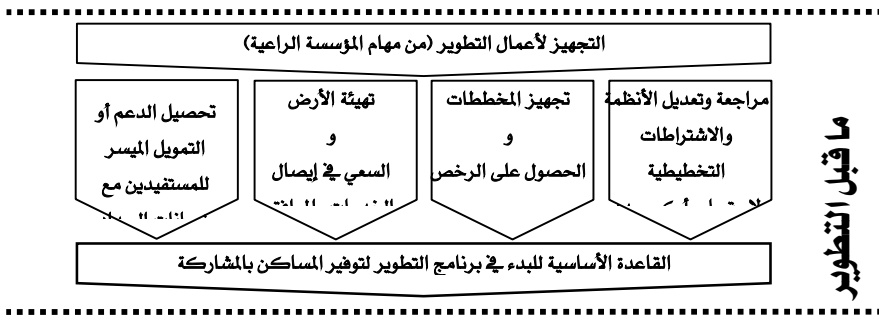 التجهيز لأعمال التطوير (من مهام المؤسسة الراعية)
مراجعة وتعديل الأنظمة
والاشتراطات
التخطيطية
تجهيز المخططات
و
الحصول على الرخص
تهيئة الأرض
و
السعي في إيصال
تحصيل الدعم أو
التمويل الميسر
للمستفيدين مع
القاعدة الأساسية للبدء في برنامج التطوير لتوفير المساكن بالمشاركة
ما قبل التطوير